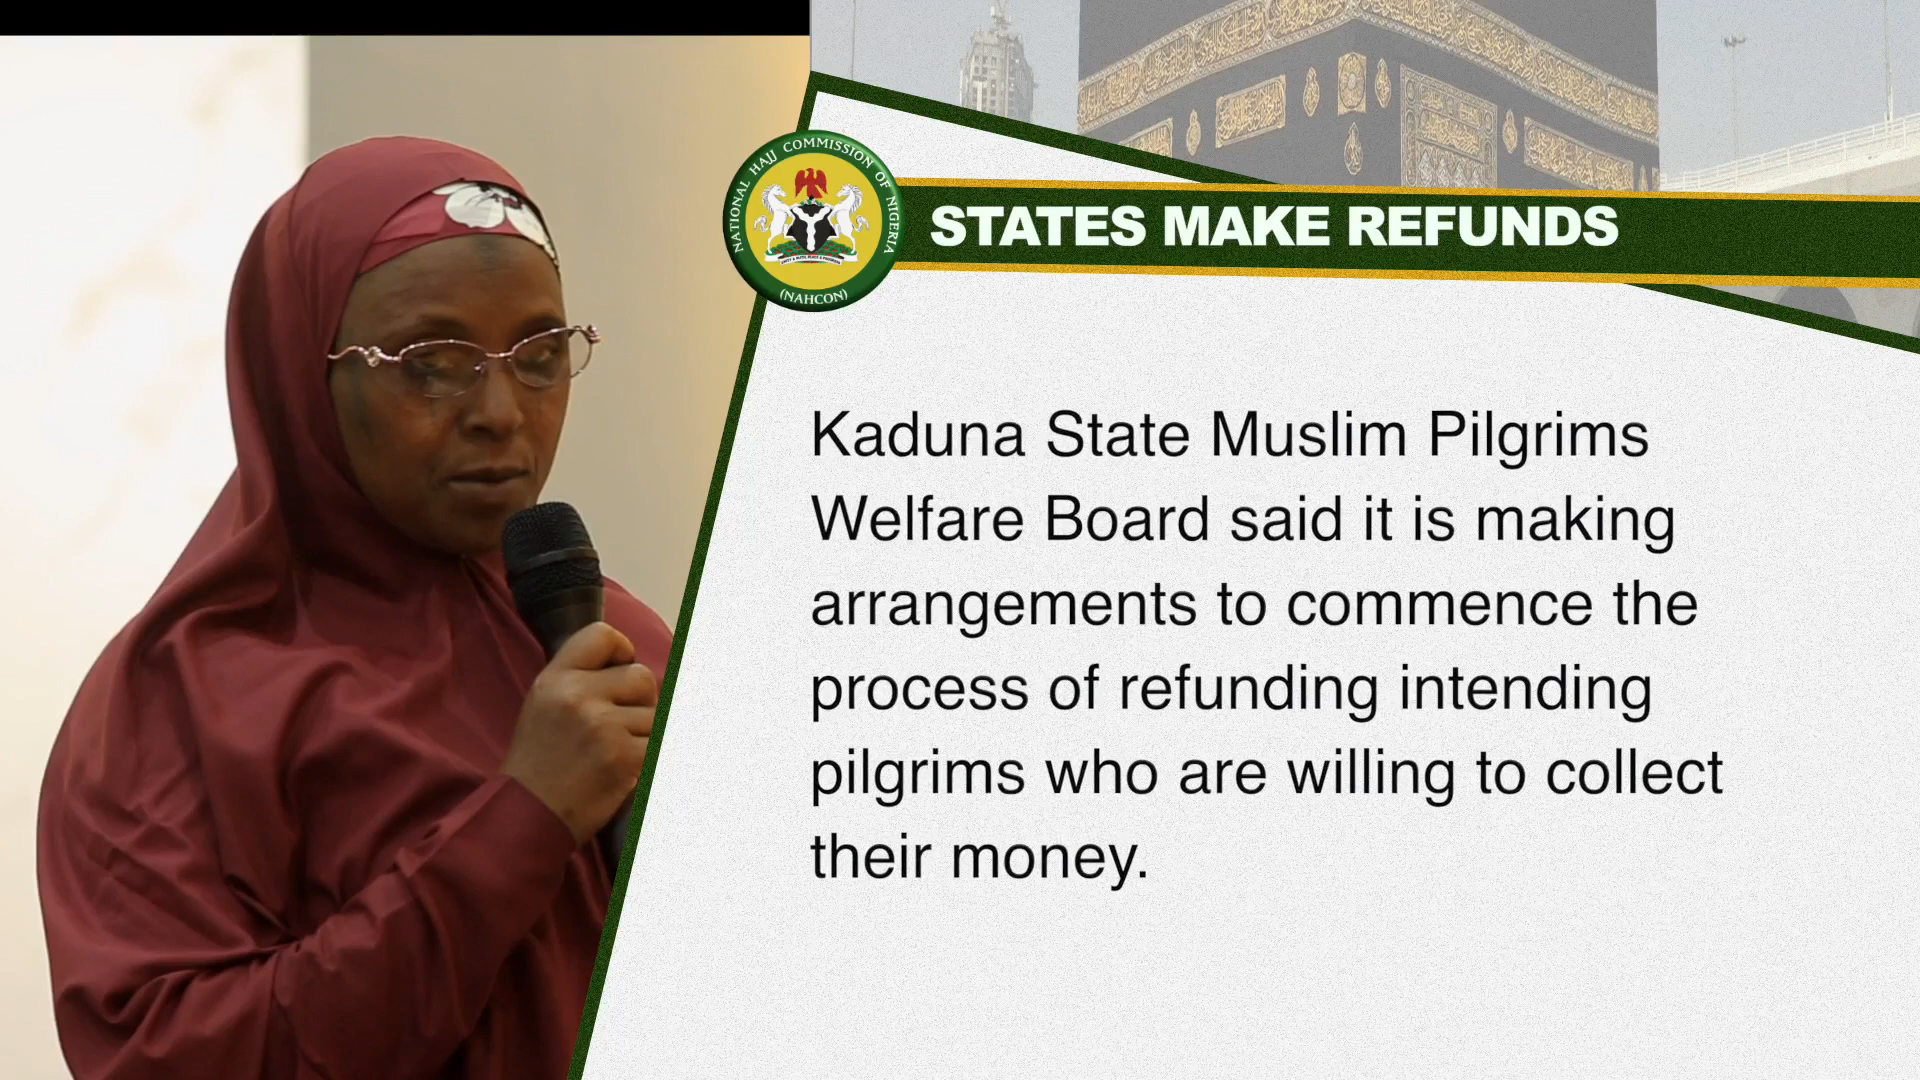 NATIONAL HAJJ COMMISSION OF NIGERIA
(NAHCON)
STATES MAKE REFUNDS
Kaduna State Muslim Pilgrims
Welfare Board said it is making
arrangements to commence the
process of refunding intending
pilgrims who are willing to collect
their money.